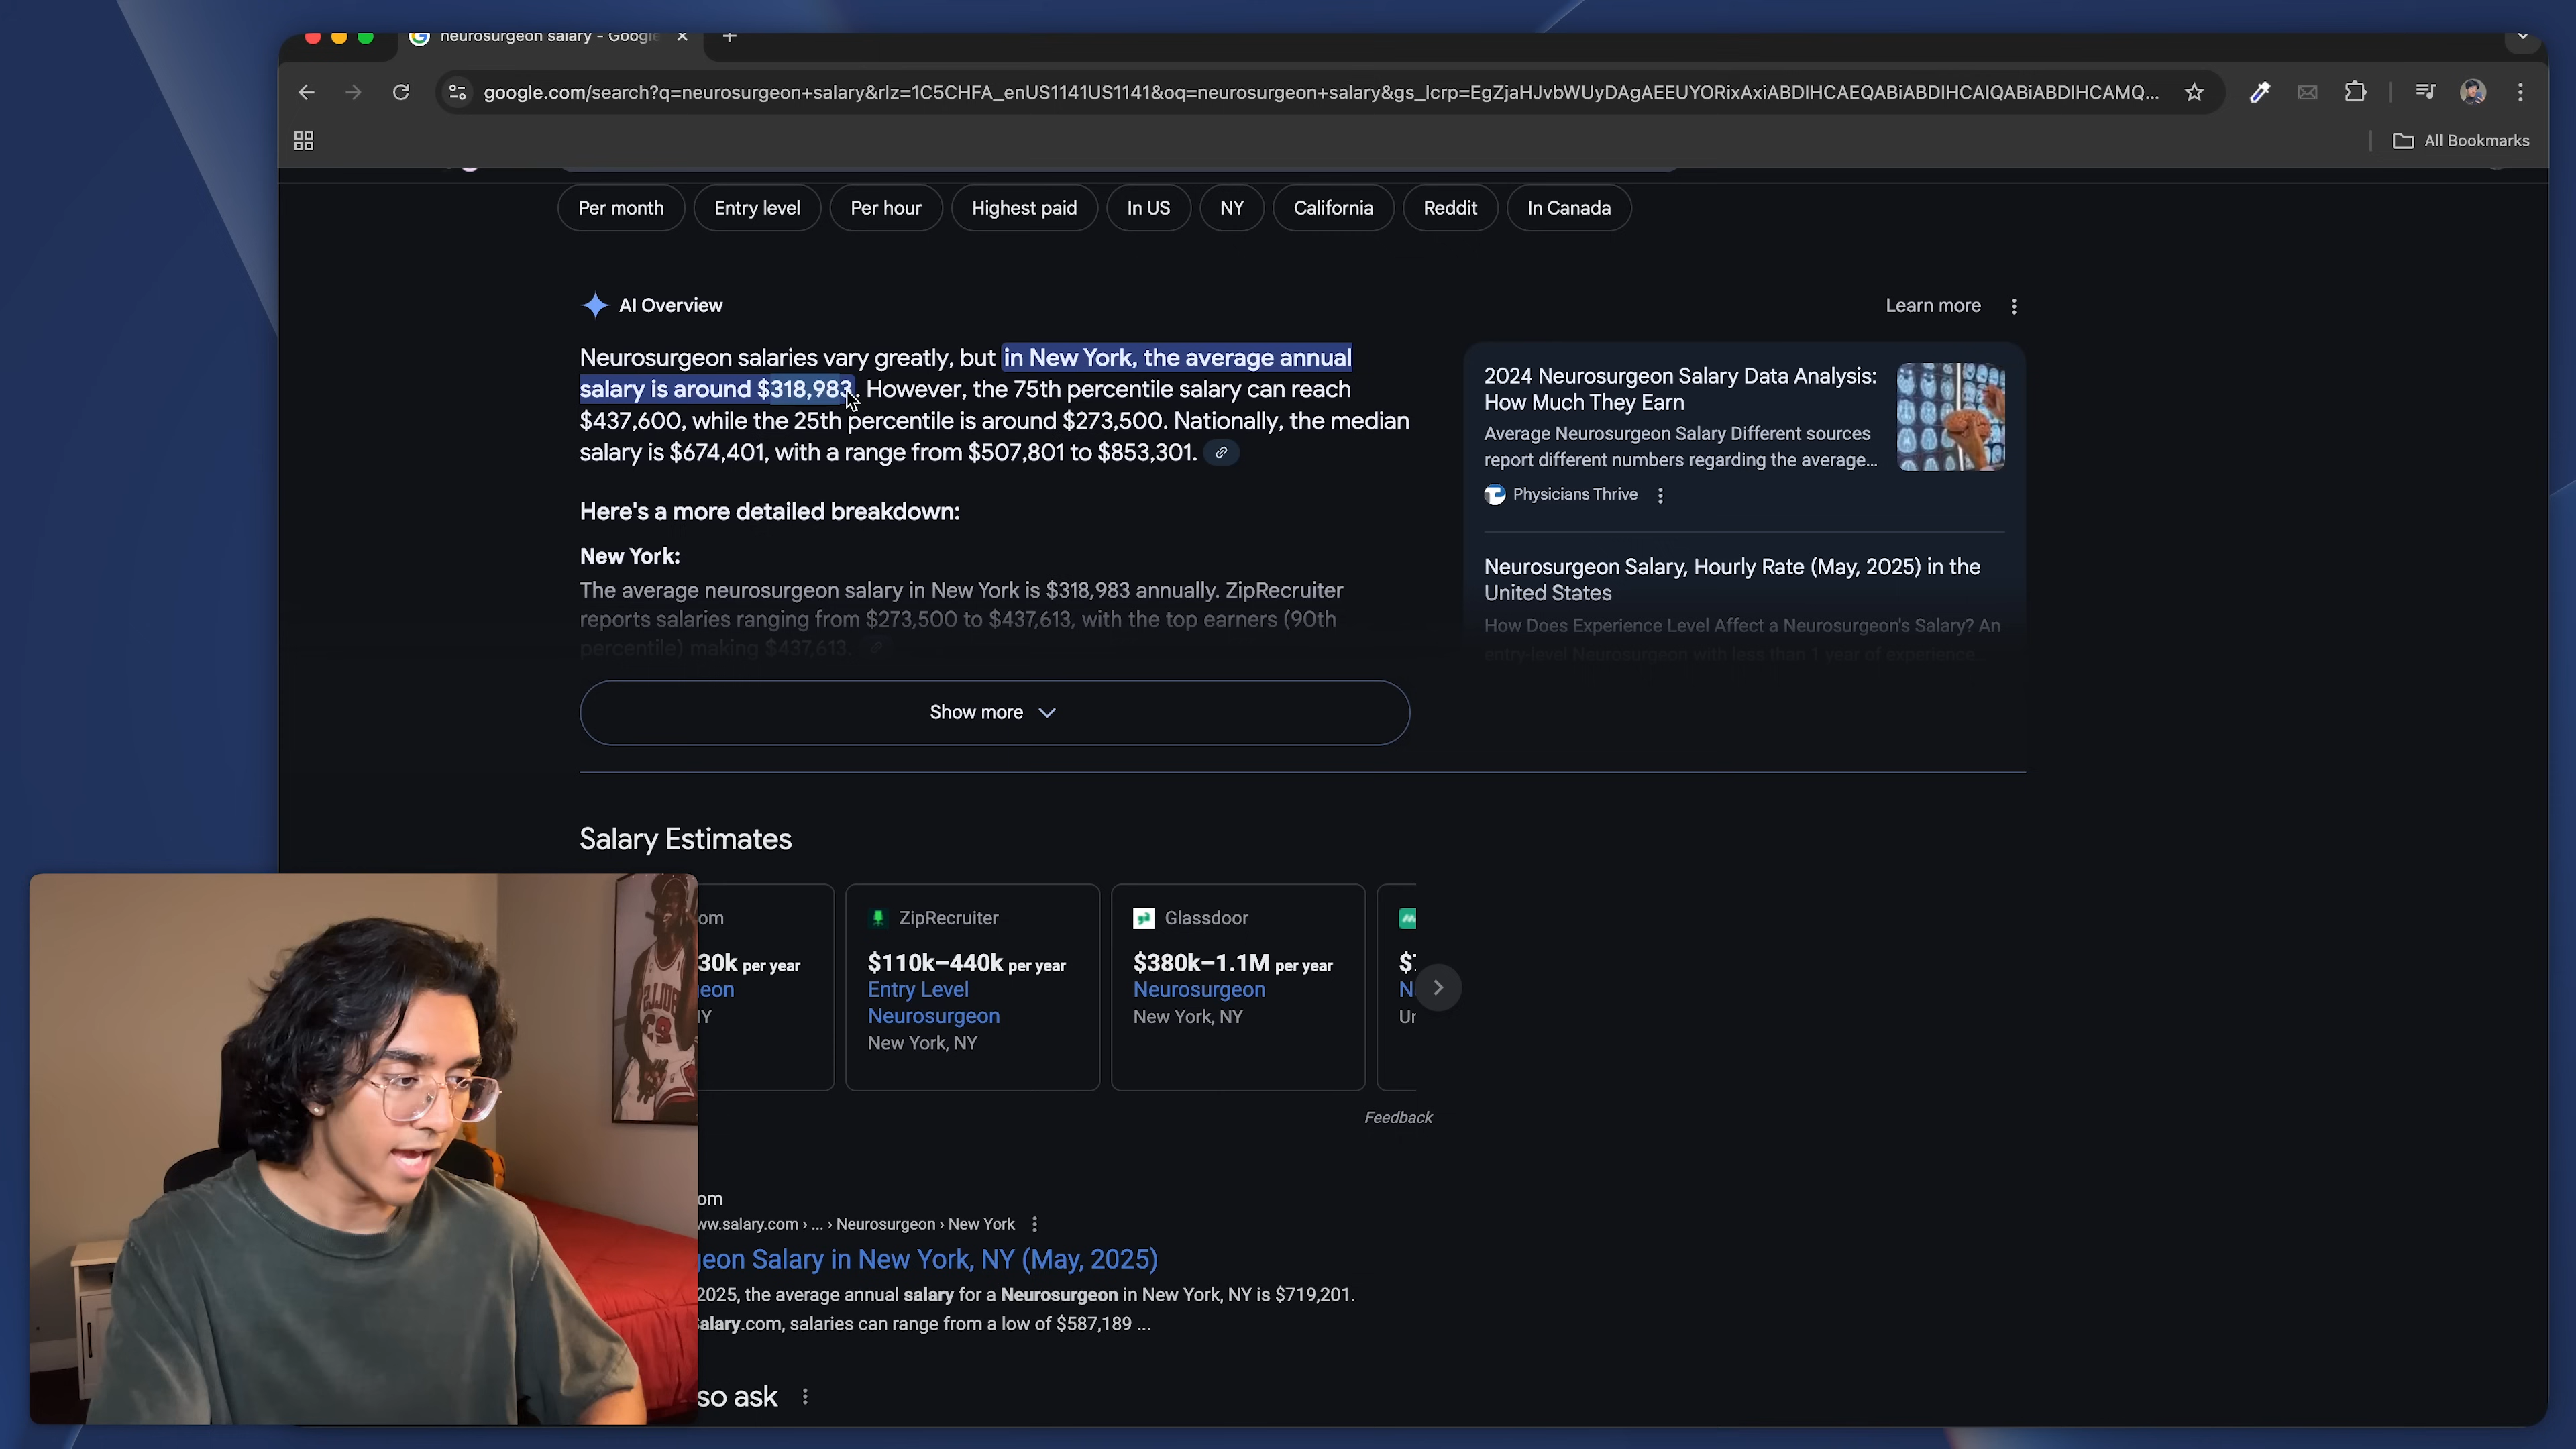 neurosurgeon salary - Google
google.com/search?q=neurosurgeon+salary&rlz=1C5CHFA_enUS1141US1141&oq=neurosurgeon+salary&gs_lcrp=EgZjaHJvbWUyDAgAEEUYORixAxiABDIHCAEQABiABDIHCAIQABiABDIHCAMQ...
All Bookmarks
Per month Entry level Per hour Highest paid In US NY California Reddit In Canada
AI Overview
Learn more
Neurosurgeon salaries vary greatly, but in New York, the average annual
salary is around $318,983. However, the 75th percentile salary can reach
$437,600, while the 25th percentile is around $273,500. Nationally, the median
salary is $674,401, with a range from $507,801 to $853,301.
Here's a more detailed breakdown:
New York:
The average neurosurgeon salary in New York is $318,983 annually. ZipRecruiter
reports salaries ranging from $273,500 to $437,613, with the top earners (90th
percentile) making $437,613.
Show more
2024 Neurosurgeon Salary Data Analysis:
How Much They Earn
Average Neurosurgeon Salary Different sources
report different numbers regarding the average...
Physicians Thrive
Neurosurgeon Salary, Hourly Rate (May, 2025) in the
United States
How Does Experience Level Affect a Neurosurgeon's Salary? An
entry-level Neurosurgeon with less than 1 year of experience...
Salary Estimates
om
30k per year
eon
NY
ZipRecruiter
$110k–440k per year
Entry Level
Neurosurgeon
New York, NY
Glassdoor
$380k–1.1M per year
Neurosurgeon
New York, NY
Feedback
om
ww.salary.com › ... › Neurosurgeon › New York
geon Salary in New York, NY (May, 2025)
2025, the average annual salary for a Neurosurgeon in New York, NY is $719,201.
Salary.com, salaries can range from a low of $587,189 ...
so ask